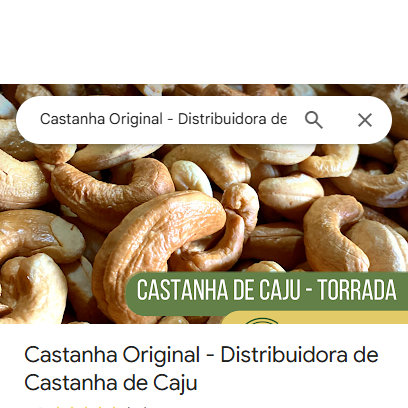 Castanha Original - Distribuidora de
CASTANHA DE CAJU - TORRADA
Castanha Original - Distribuidora de
Castanha de Caju